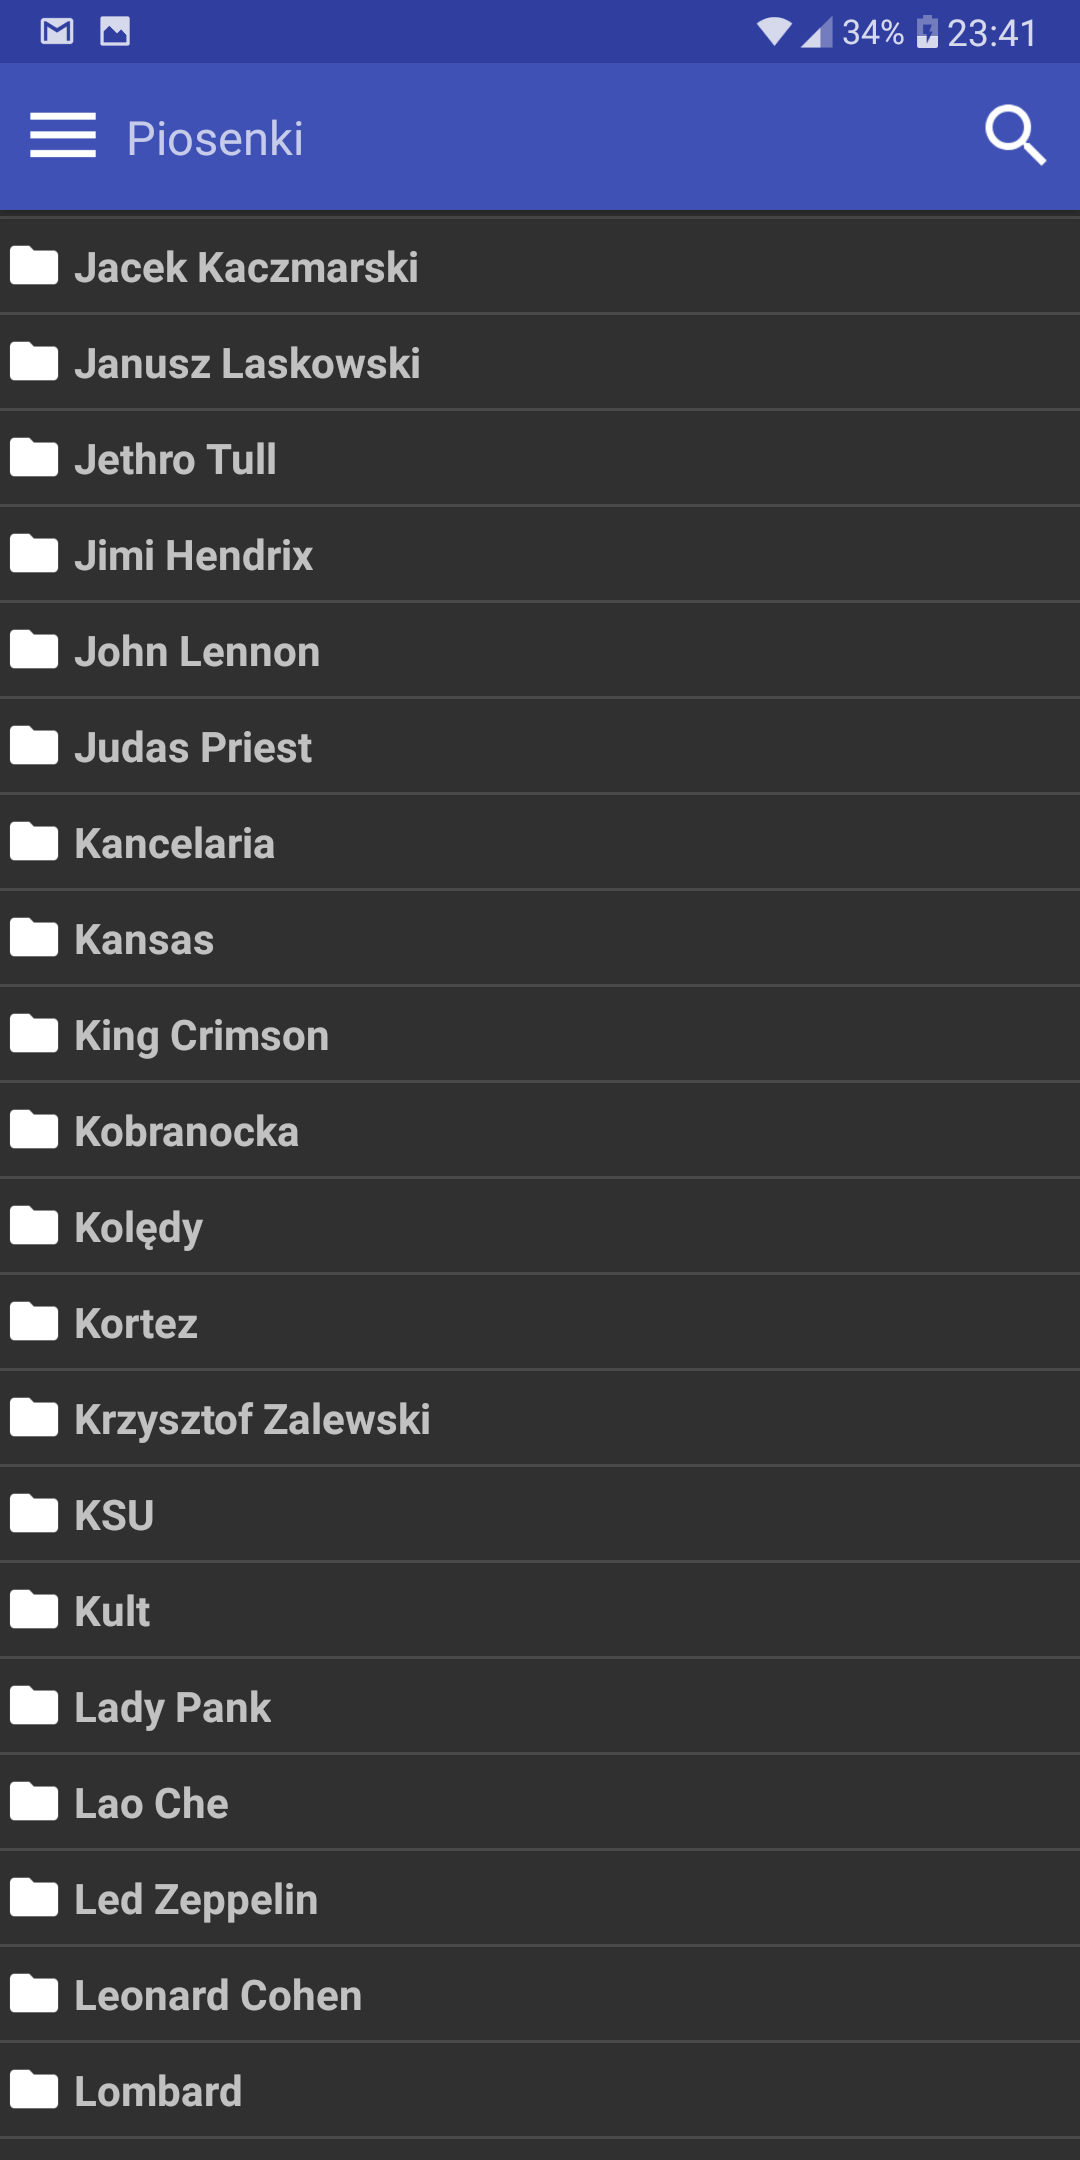 34% 23:41
Piosenki
Jacek Kaczmarski
Janusz Laskowski
Jethro Tull
Jimi Hendrix
John Lennon
Judas Priest
Kancelaria
Kansas
King Crimson
Kobranocka
Kolędy
Kortez
Krzysztof Zalewski
KSU
Kult
Lady Pank
Lao Che
Led Zeppelin
Leonard Cohen
Lombard